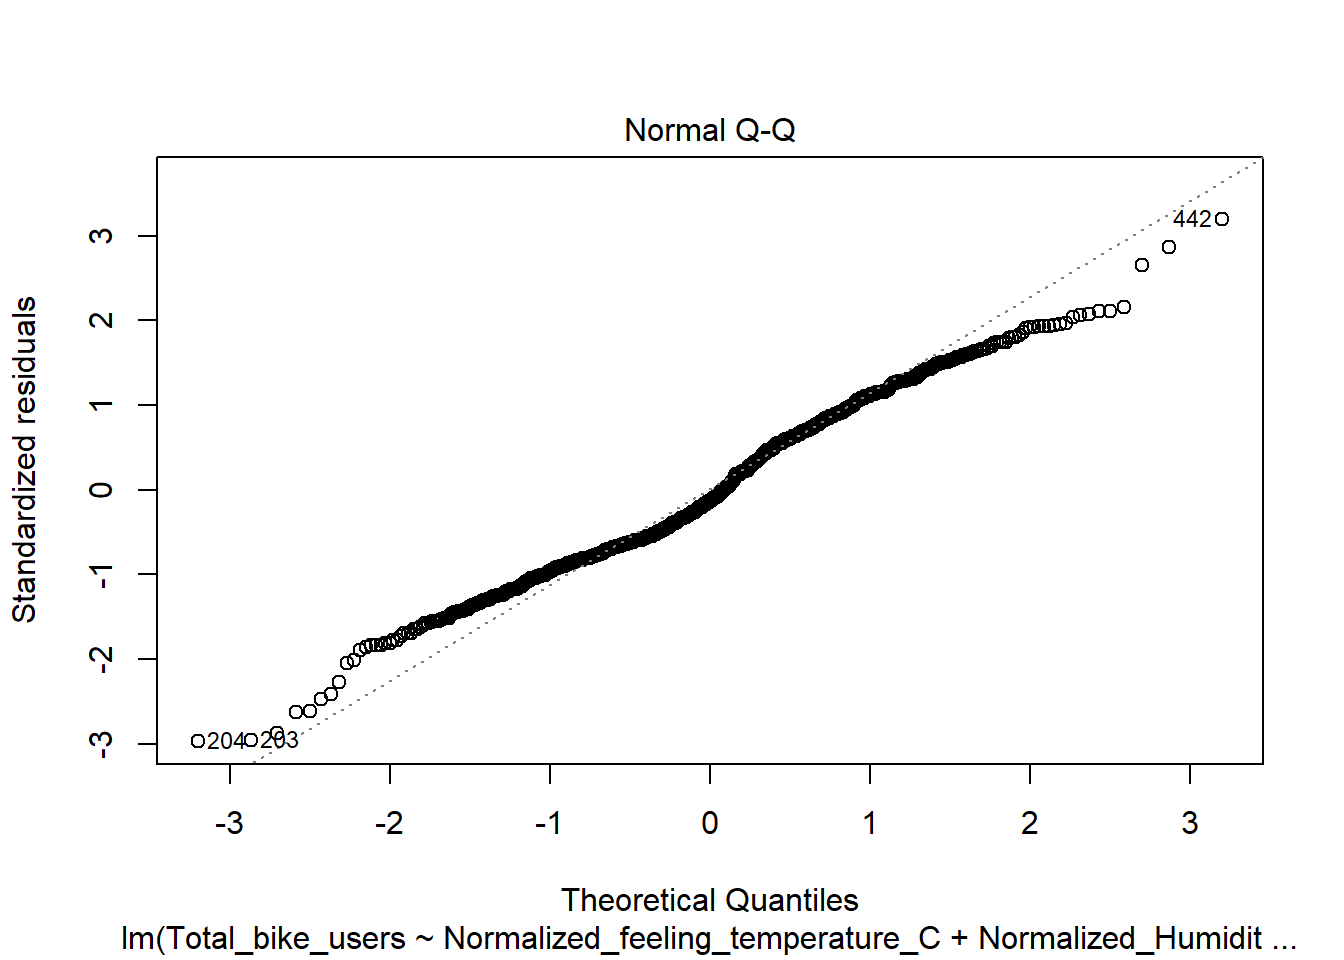 Normal Q-Q
Standardized residuals
3
2
1
0
-1
-2
-3
442
204
203
-3 -2 -1 0 1 2 3
Theoretical Quantiles
lm(Total_bike_users ~ Normalized_feeling_temperature_C + Normalized_Humidit ...